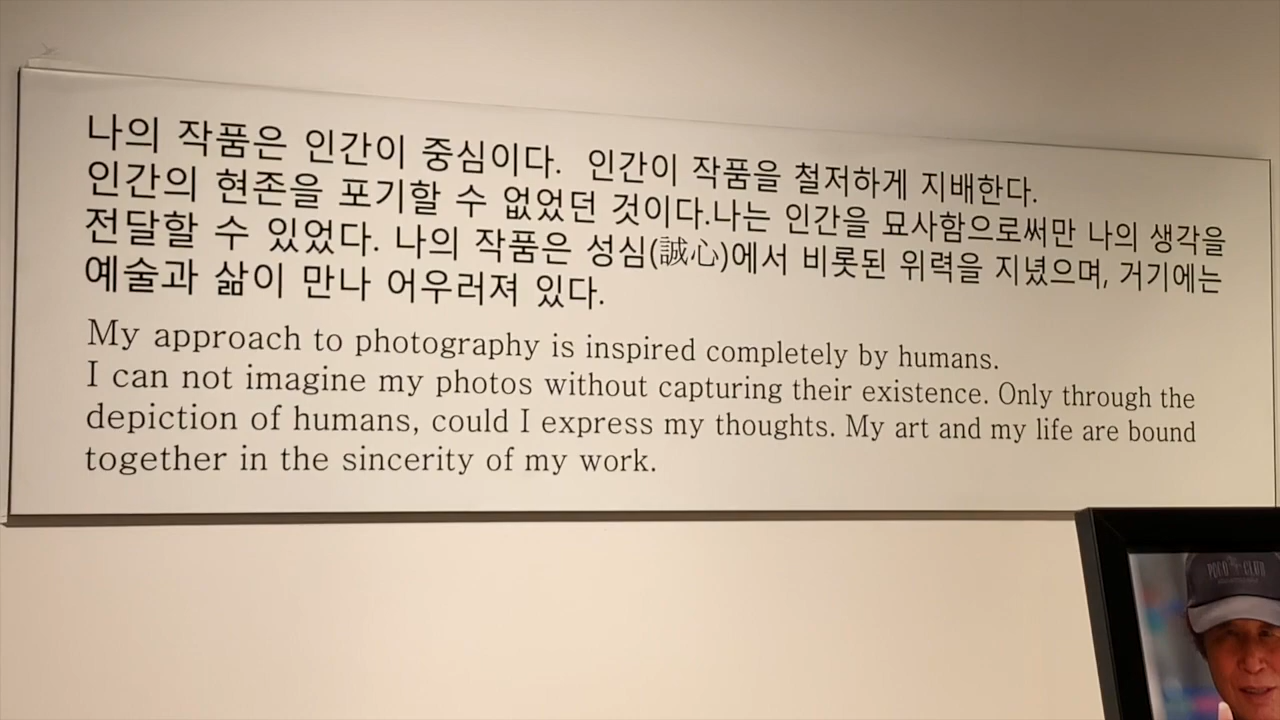 나의 작품은 인간이 중심이다. 인간이 작품을 철저하게 지배한다.
인간의 현존을 포기할 수 없었던 것이다.나는 인간을 묘사함으로써만 나의 생각을
전달할 수 있었다. 나의 작품은 성심(誠心)에서 비롯된 위력을 지녔으며, 거기에는
예술과 삶이 만나 어우러져 있다.
My approach to photography is inspired completely by humans.
I can not imagine my photos without capturing their existence. Only through the
depiction of humans, could I express my thoughts. My art and my life are bound
together in the sincerity of my work.